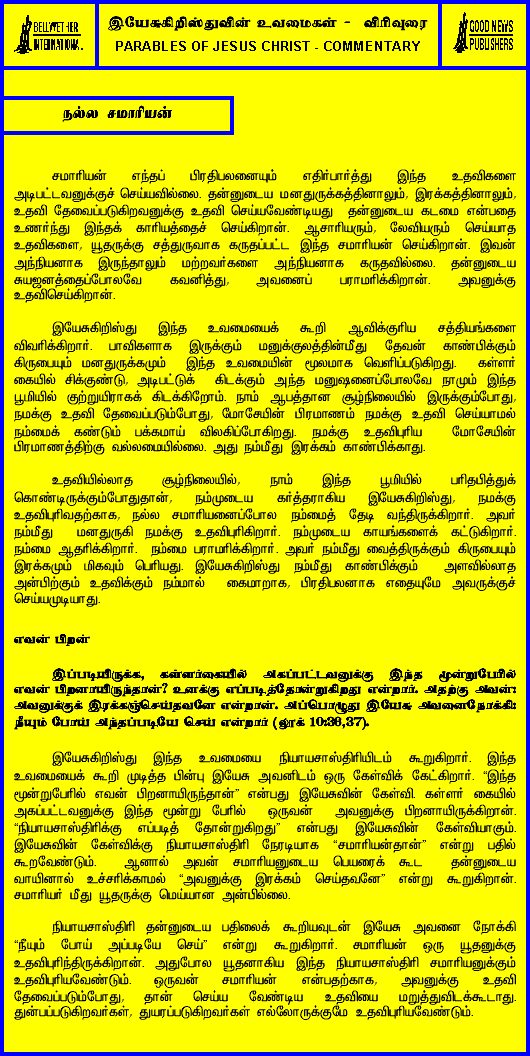 BELLWETHER
INTERNATIONAL
இயேசுகிறிஸ்துவின் உவமைகள் - விரிவுரை
PARABLES OF JESUS CHRIST - COMMENTARY
GOOD NEWS
PUBLISHERS
நல்ல சமாரியன்
சமாரியன் எந்தப் பிரதிபலனையும் எதிர்பார்த்து இந்த உதவிகளை
அடிபட்டவனுக்குச் செய்யவில்லை. தன்னுடைய மனதுருக்கத்தினாலும், இரக்கத்தினாலும்,
உதவி தேவைப்படுகிறவனுக்கு உதவி செய்யவேண்டியது தன்னுடைய கடமை என்பதை
உணர்ந்து இந்தக் காரியத்தைச் செய்கிறான். ஆசாரியரும், லேவியரும் செய்யாத
உதவிகளை, யூதருக்கு சத்துருவாக கருதப்பட்ட இந்த சமாரியன் செய்கிறான். இவன்
அந்நியனாக இருந்தாலும் மற்றவர்களை அந்நியனாக கருதவில்லை. தன்னுடைய
சுயஜனத்தைப்போலவே கவனித்து, அவனைப் பராமரிக்கிறான். அவனுக்கு
உதவிசெய்கிறான்.
இயேசுகிறிஸ்து இந்த உவமையைக் கூறி ஆவிக்குரிய சத்தியங்களை
விவரிக்கிறார். பாவிகளாக இருக்கும் மனுக்குலத்தின்மீது தேவன் காண்பிக்கும்
கிருபையும் மனதுருக்கமும் இந்த உவமையின் மூலமாக வெளிப்படுகிறது. கள்ளர்
கையில் சிக்குண்டு, அடிபட்டுக் கிடக்கும் அந்த மனுஷனைப்போலவே நாமும் இந்த
பூமியில் குற்றுயிராகக் கிடக்கிறோம். நாம் ஆபத்தான சூழ்நிலையில் இருக்கும்போது,
நமக்கு உதவி தேவைப்படும்போது, மோசேயின் பிரமாணம் நமக்கு உதவி செய்யாமல்
நம்மைக் கண்டும் பக்கமாய் விலகிப்போகிறது. நமக்கு உதவிபுரிய மோசேயின்
பிரமாணத்திற்கு வல்லமையில்லை. அது நம்மீது இரக்கம் காண்பிக்காது.
உதவியில்லாத சூழ்நிலையில், நாம் இந்த பூமியில் பரிதபித்துக்
கொண்டிருக்கும்போதுதான், நம்முடைய கர்த்தராகிய இயேசுகிறிஸ்து, நமக்கு
உதவிபுரிவதற்காக, நல்ல சமாரியனைப்போல நம்மைத் தேடி வந்திருக்கிறார். அவர்
நம்மீது மனதுருகி நமக்கு உதவிபுரிகிறார். நம்முடைய காயங்களைக் கட்டுகிறார்.
நம்மை ஆதரிக்கிறார். நம்மை பராமரிக்கிறார். அவர் நம்மீது வைத்திருக்கும் கிருபையும்
இரக்கமும் மிகவும் பெரியது. இயேசுகிறிஸ்து நம்மீது காண்பிக்கும் அளவில்லாத
அன்பிற்கும் உதவிக்கும் நம்மால் கைமாறாக, பிரதிபலனாக எதையுமே அவருக்குச்
செய்யமுடியாது.
எவன் பிறன்
இப்படியிருக்க, கள்ளர்கையில் அகப்பட்டவனுக்கு இந்த மூன்றுபேரில்
எவன் பிறனாயிருந்தான்? உனக்கு எப்படித்தோன்றுகிறது என்றார். அதற்கு அவன்:
அவனுக்குக் இரக்கஞ்செய்தவனே என்றான். அப்பொழுது இயேசு அவனைநோக்கி:
நீயும் போய் அந்தப்படியே செய் என்றார் (லூக் 10:36,37).
இயேசுகிறிஸ்து இந்த உவமையை நியாயசாஸ்திரியிடம் கூறுகிறார். இந்த
உவமையைக் கூறி முடித்த பின்பு இயேசு அவனிடம் ஒரு கேள்விக் கேட்கிறார். “இந்த
மூன்றுபேரில் எவன் பிறனாயிருந்தான்” என்பது இயேசுவின் கேள்வி. கள்ளர் கையில்
அகப்பட்டவனுக்கு இந்த மூன்று பேரில் ஒருவன் அவனுக்கு பிறனாயிருக்கிறான்.
“நியாயசாஸ்திரிக்கு எப்படித் தோன்றுகிறது” என்பது இயேசுவின் கேள்வியாகும்.
இயேசுவின் கேள்விக்கு நியாயசாஸ்திரி நேரடியாக “சமாரியன்தான்” என்று பதில்
கூறவேண்டும். ஆனால் அவன் சமாரியனுடைய பெயரைக் கூட தன்னுடைய
வாயினால் உச்சரிக்காமல் “அவனுக்கு இரக்கம் செய்தவனே” என்று கூறுகிறான்.
சமாரியர் மீது யூதருக்கு மெய்யான அன்பில்லை.
நியாயசாஸ்திரி தன்னுடைய பதிலைக் கூறியவுடன் இயேசு அவனை நோக்கி
“நீயும் போய் அப்படியே செய்” என்று கூறுகிறார். சமாரியன் ஒரு யூதனுக்கு
உதவிபுரிந்திருக்கிறான். அதுபோல யூதனாகிய இந்த நியாயசாஸ்திரி சமாரியனுக்கும்
உதவிபுரியவேண்டும். ஒருவன் சமாரியன் என்பதற்காக, அவனுக்கு உதவி
தேவைப்படும்போது, தான் செய்ய வேண்டிய உதவியை மறுத்துவிடக்கூடாது.
துன்பப்படுகிறவர்கள், துயரப்படுகிறவர்கள் எல்லோருக்குமே உதவிபுரியவேண்டும்.